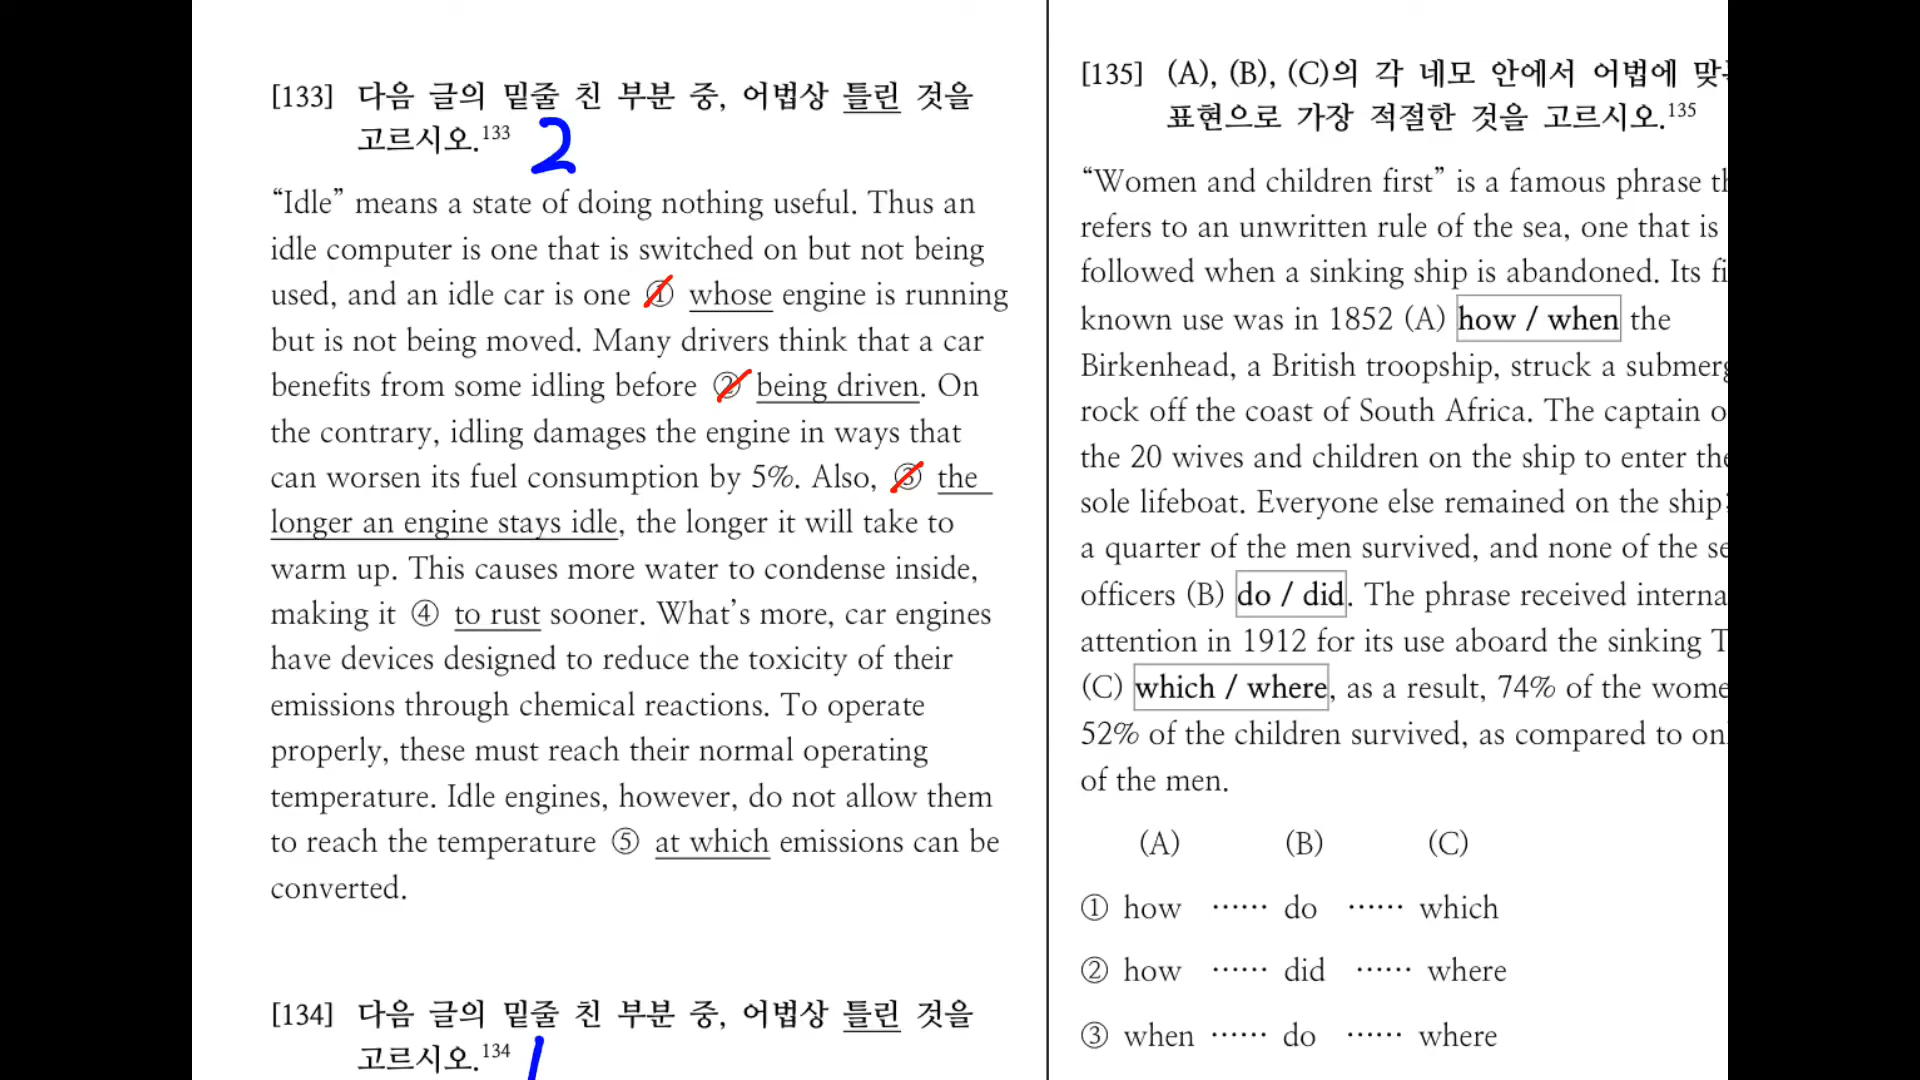 [133] 다음 글의 밑줄 친 부분 중, 어법상 틀린 것을
고르시오.133
2
“Idle” means a state of doing nothing useful. Thus an
idle computer is one that is switched on but not being
used, and an idle car is one ① whose engine is running
but is not being moved. Many drivers think that a car
benefits from some idling before ② being driven. On
the contrary, idling damages the engine in ways that
can worsen its fuel consumption by 5%. Also, ③ the
longer an engine stays idle, the longer it will take to
warm up. This causes more water to condense inside,
making it ④ to rust sooner. What’s more, car engines
have devices designed to reduce the toxicity of their
emissions through chemical reactions. To operate
properly, these must reach their normal operating
temperature. Idle engines, however, do not allow them
to reach the temperature ⑤ at which emissions can be
converted.
[134] 다음 글의 밑줄 친 부분 중, 어법상 틀린 것을
고르시오.134
[135] (A), (B), (C)의 각 네모 안에서 어법에
표현으로 가장 적절한 것을 고르시오.135
“Women and children first” is a famous phrase
refers to an unwritten rule of the sea, one that is
followed when a sinking ship is abandoned. Its
known use was in 1852 (A) how / when the
Birkenhead, a British troopship, struck a
rock off the coast of South Africa. The captain
the 20 wives and children on the ship to enter
sole lifeboat. Everyone else remained on the ship
a quarter of the men survived, and none of the
officers (B) do / did. The phrase received
attention in 1912 for its use aboard the sinking
(C) which / where, as a result, 74% of the
52% of the children survived, as compared to
of the men.
(A) (B) (C)
① how ...... do ...... which
② how ...... did ...... where
③ when ...... do ...... where